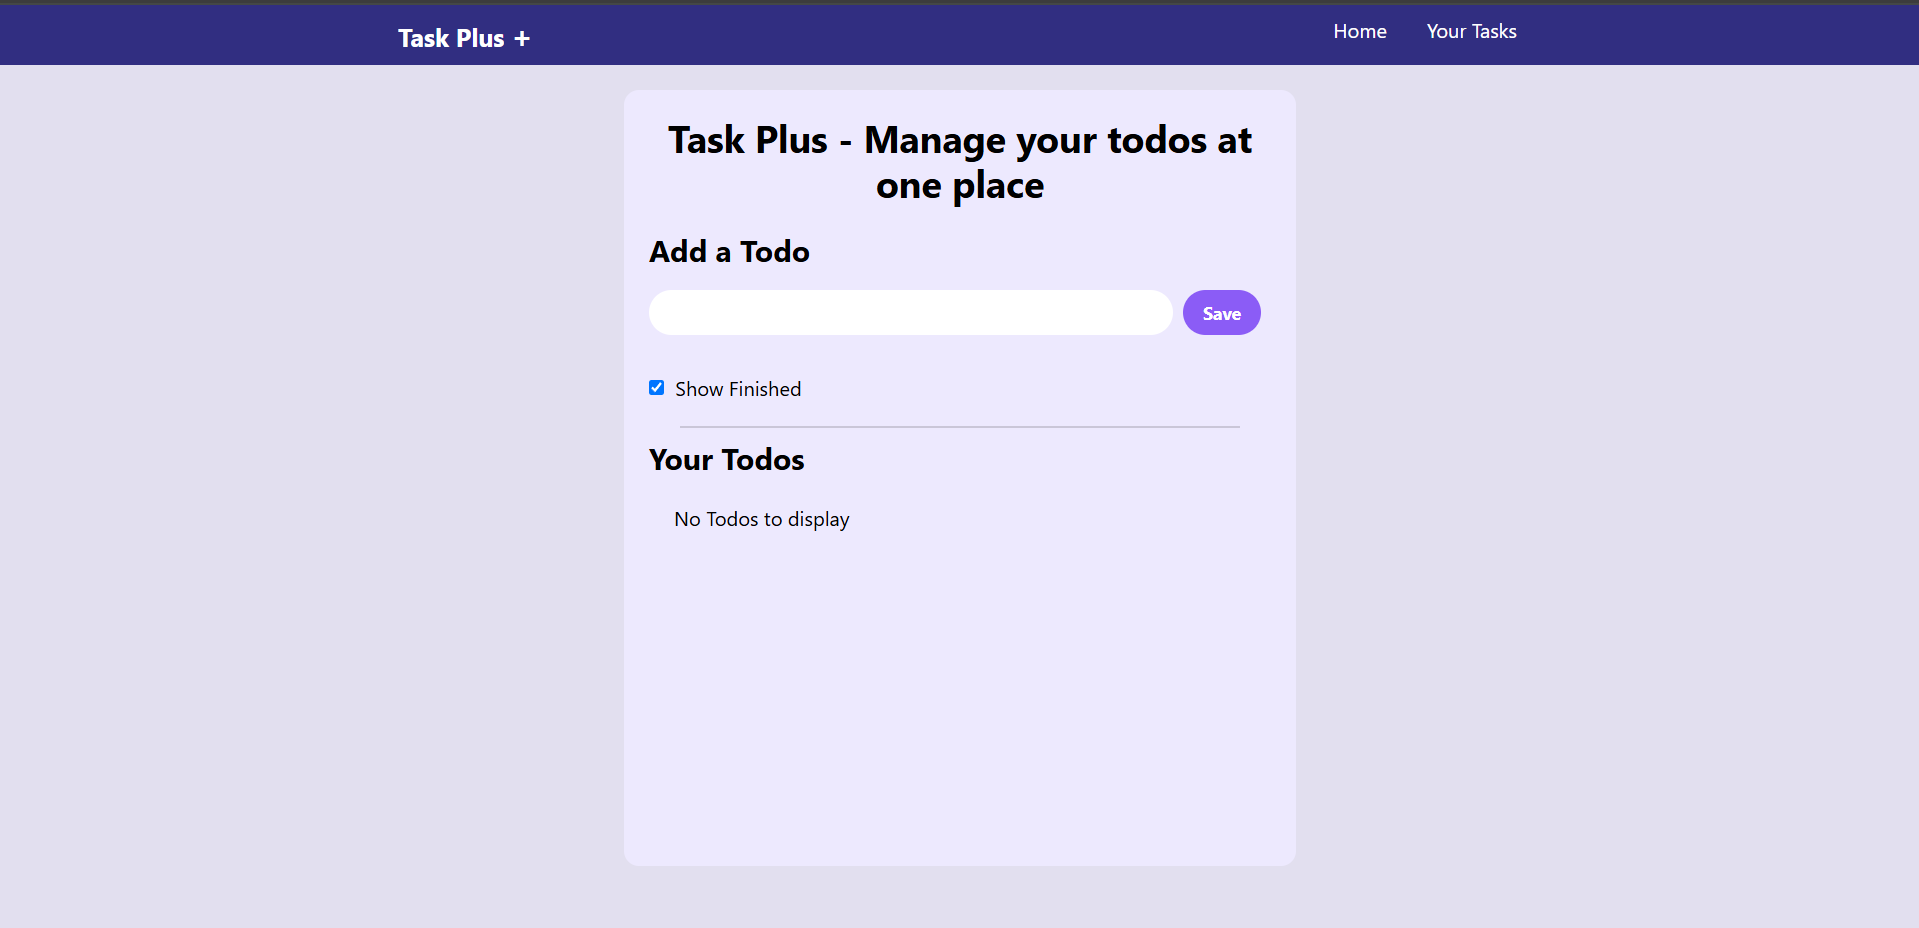 Task Plus +
Home
Your Tasks
Task Plus - Manage your todos at
one place
Add a Todo
Save
Show Finished
Your Todos
No Todos to display